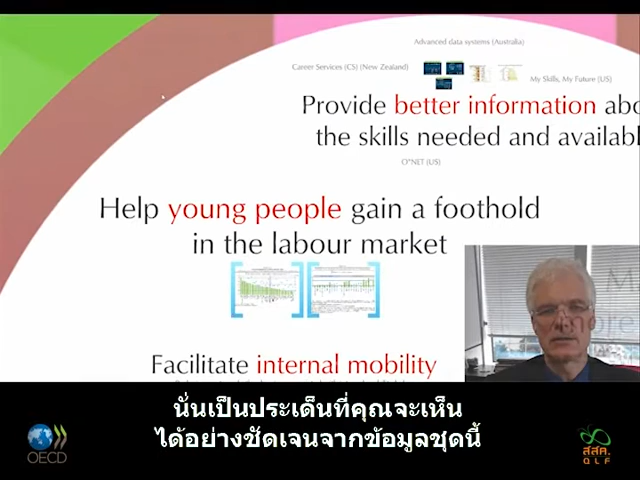 Advanced data systems (Australia)
Career Services (CS) (New Zealand)
My Skills, My Future (US)
Provide better information abo
the skills needed and availabl
O*NET (US)
Help young people gain a foothold
in the labour market
Facilitate internal mobility
นั่นเป็นประเด็นที่คุณจะเห็น
ได้อย่างชัดเจนจากข้อมูลชุดนี้
OECD
สสค.
QLF